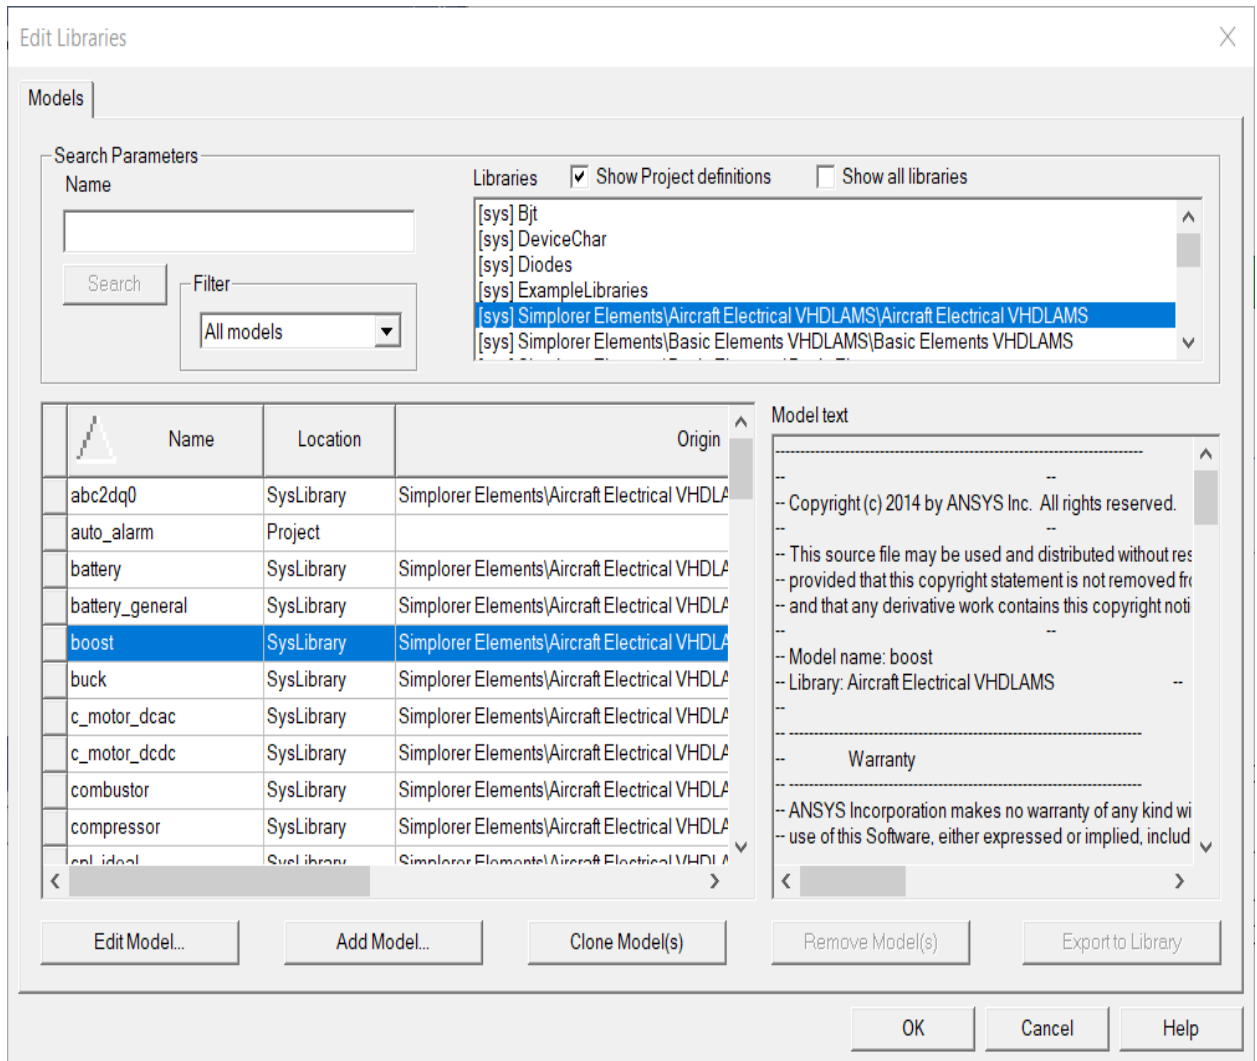 Edit Libraries
Models
Search Parameters
Name
Libraries
Show Project definitions
Show all libraries
[sys] Bjt
[sys] DeviceChar
[sys] Diodes
[sys] ExampleLibraries
[sys] Simplorer Elements\Aircraft Electrical VHDLAMS\Aircraft Electrical VHDLAMS
[sys] Simplorer Elements\Basic Elements VHDLAMS\Basic Elements VHDLAMS
Search
Filter
All models
Name Location Origin
abc2dq0 SysLibrary Simplorer Elements\Aircraft Electrical VHDLA
auto_alarm Project
battery SysLibrary Simplorer Elements\Aircraft Electrical VHDLA
battery_general SysLibrary Simplorer Elements\Aircraft Electrical VHDLA
boost SysLibrary Simplorer Elements\Aircraft Electrical VHDLA
buck SysLibrary Simplorer Elements\Aircraft Electrical VHDLA
c_motor_dcac SysLibrary Simplorer Elements\Aircraft Electrical VHDLA
c_motor_dcdc SysLibrary Simplorer Elements\Aircraft Electrical VHDLA
combustor SysLibrary Simplorer Elements\Aircraft Electrical VHDLA
compressor SysLibrary Simplorer Elements\Aircraft Electrical VHDLA
cpl_ideal SysLibrary Simplorer Elements\Aircraft Electrical VHDLA
Model text
--------------------------------------------------------------------------
-- --
-- Copyright (c) 2014 by ANSYS Inc. All rights reserved.
-- --
-- This source file may be used and distributed without res
-- provided that this copyright statement is not removed fro
-- and that any derivative work contains this copyright noti
-- --
-- Model name: boost
-- Library: Aircraft Electrical VHDLAMS --
--
-- -----------------------------------------------------------------------
-- Warranty
-- -----------------------------------------------------------------------
-- ANSYS Incorporation makes no warranty of any kind wi
-- use of this Software, either expressed or implied, includ
Edit Model...
Add Model...
Clone Model(s)
Remove Model(s)
Export to Library
OK
Cancel
Help